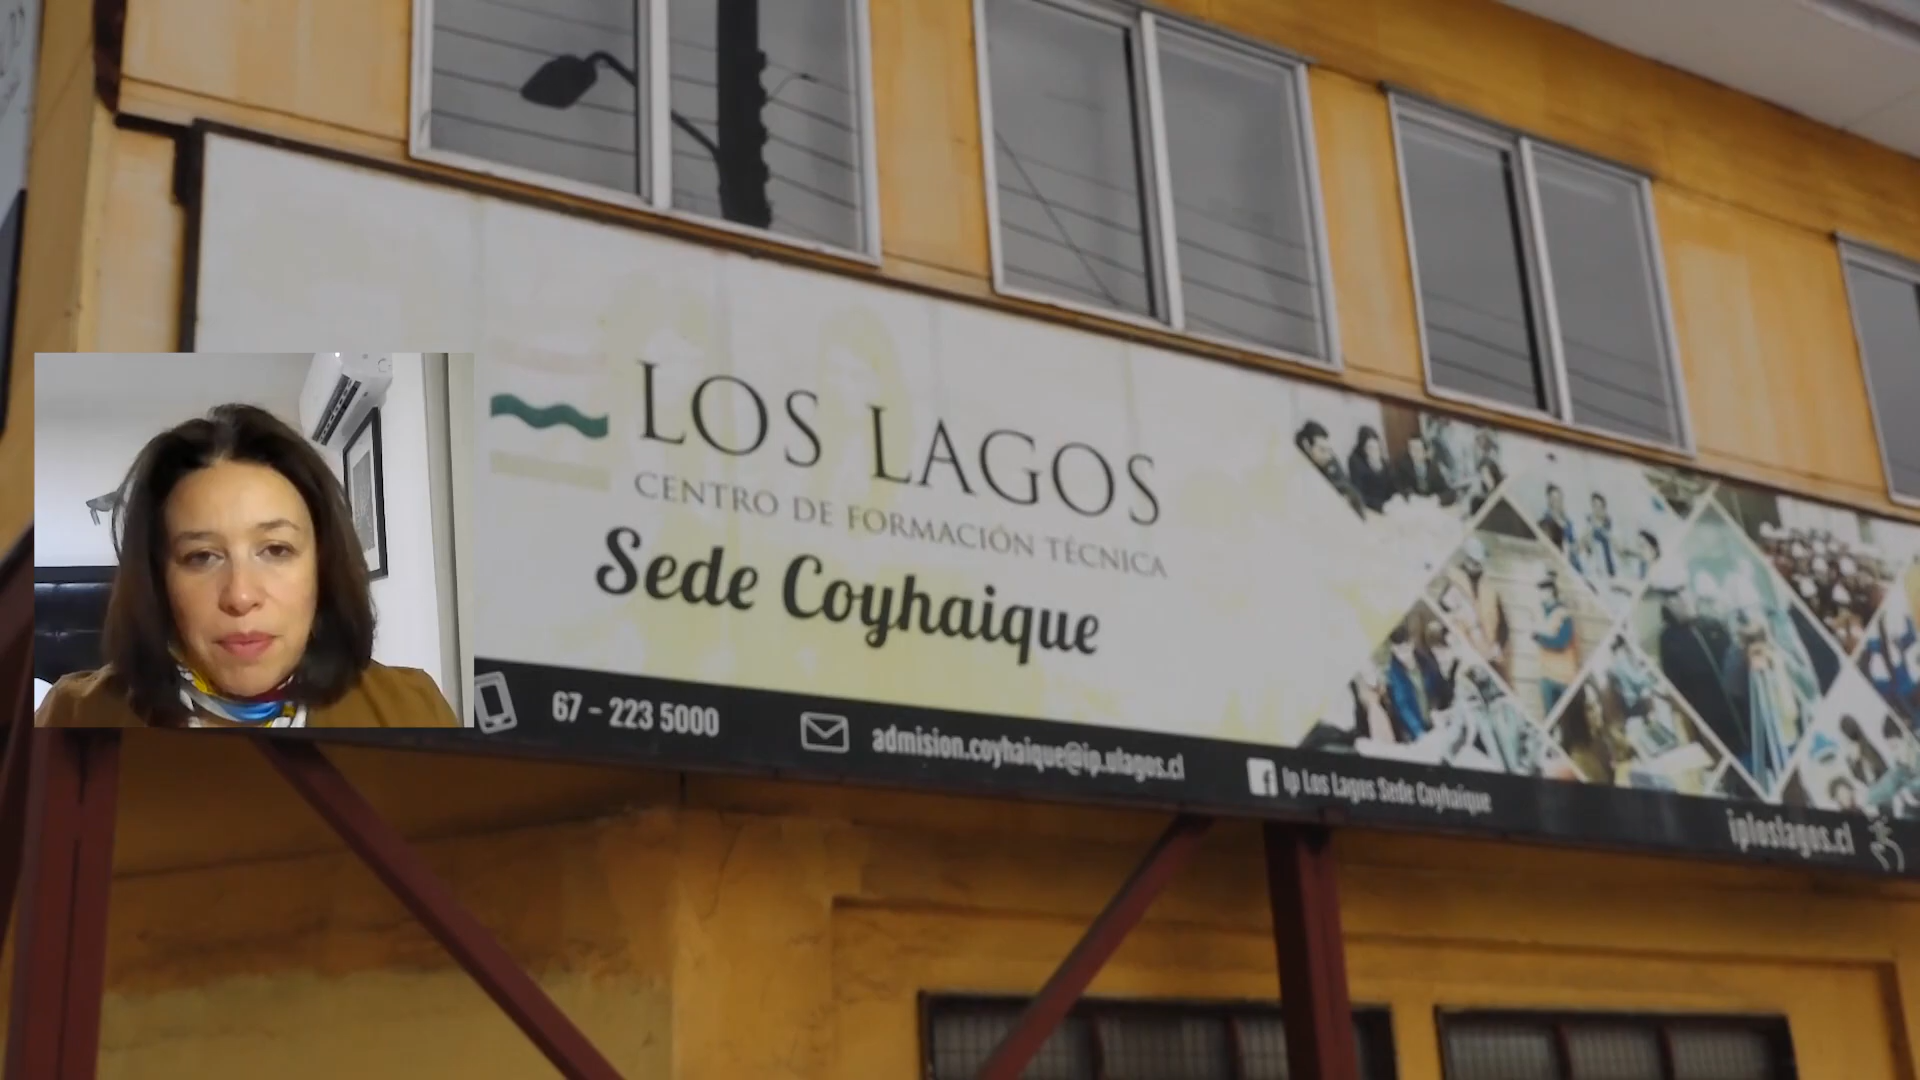 LOS LAGOS
CENTRO DE FORMACIÓN TÉCNICA
Sede Coyhaique
67 - 223 5000
admision.coyhaique@ip.ulagos.cl
Ip Los Lagos Sede Coyhaique
iploslagos.cl